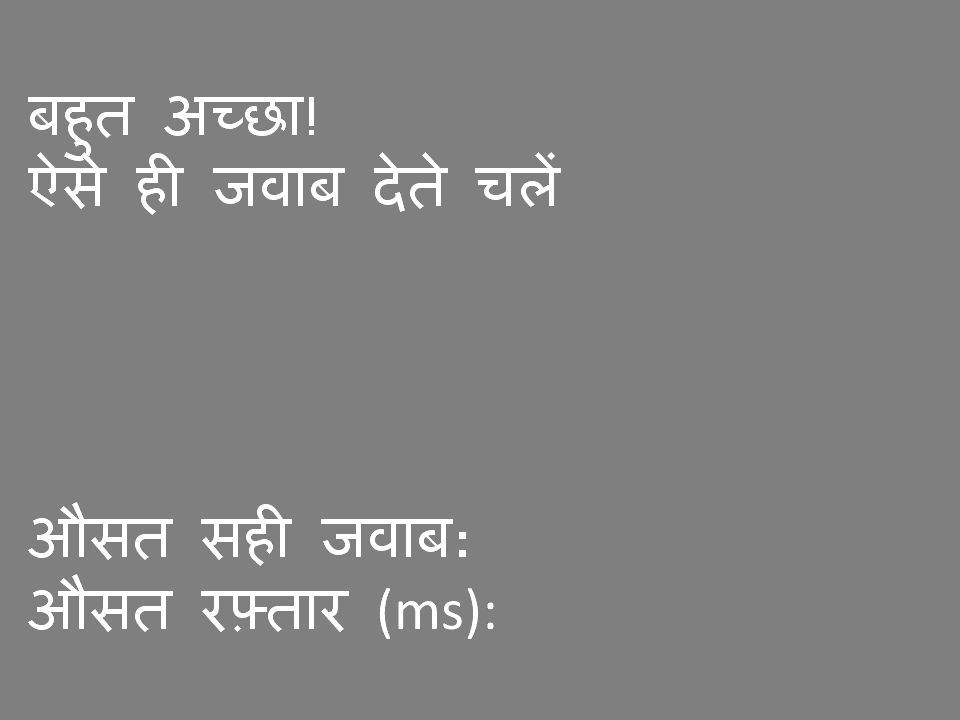 बहुत अच्छा!
ऐसे ही जवाब देते चलें
औसत सही जवाब:
औसत रफ़्तार (ms):